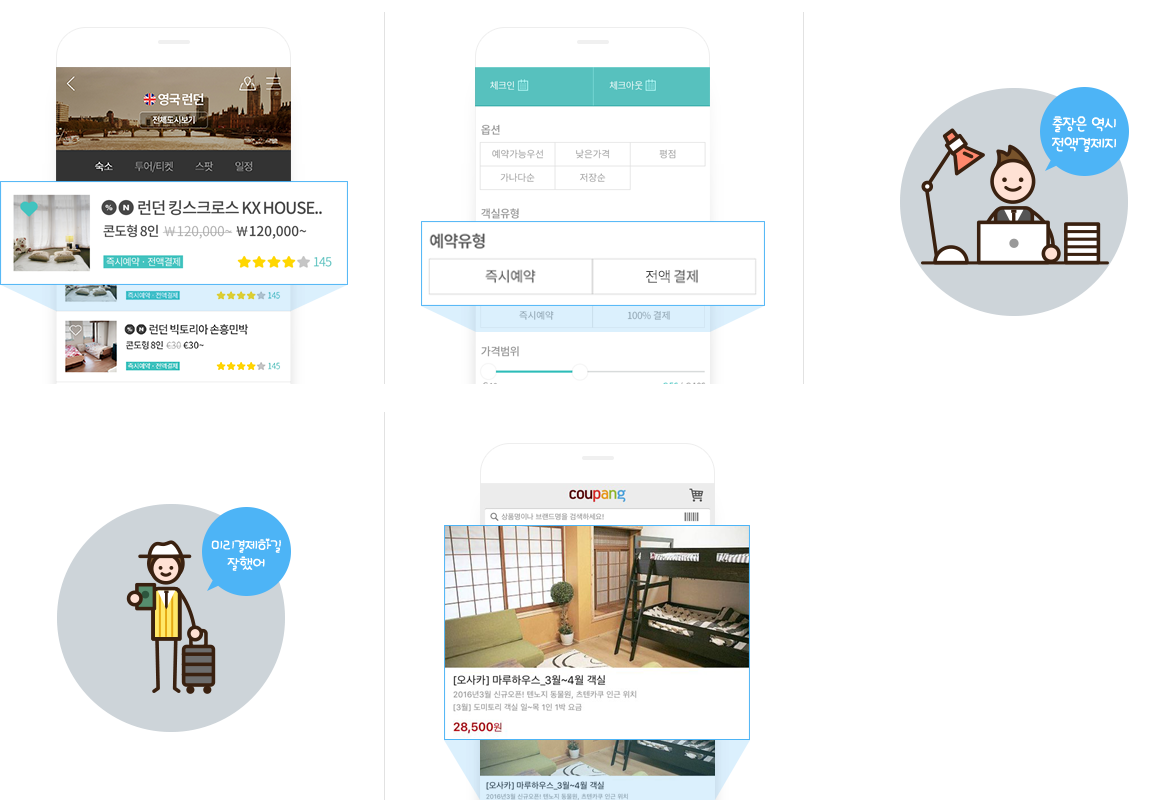 영국 런던
전체도시보기
숙소 투어/티켓 스팟 일정
% N 런던 킹스크로스 KX HOUSE..
콘도형 8인 ₩120,000~ ₩120,000~
즉시예약 · 전액결제 145
즉시예약 · 전액결제 145
% N 런던 빅토리아 손흥민박
콘도형 8인 €30 €30~
즉시예약 · 전액결제 145
체크인 체크아웃
옵션
예약가능우선 낮은가격 평점
가나다순 저장순
객실유형
예약유형
즉시예약 전액 결제
즉시예약 100% 결제
가격범위
출장은 역시
전액결제지
미리결제하길
잘했어
coupang
상품명이나 브랜드명을 검색하세요!
[오사카] 마루하우스_3월~4월 객실
2016년3월 신규오픈! 텐노지 동물원, 츠텐카쿠 인근 위치
[3월] 도미토리 객실 일~목 1인 1박 요금
28,500원
[오사카] 마루하우스_3월~4월 객실
2016년3월 신규오픈! 텐노지 동물원, 츠텐카쿠 인근 위치